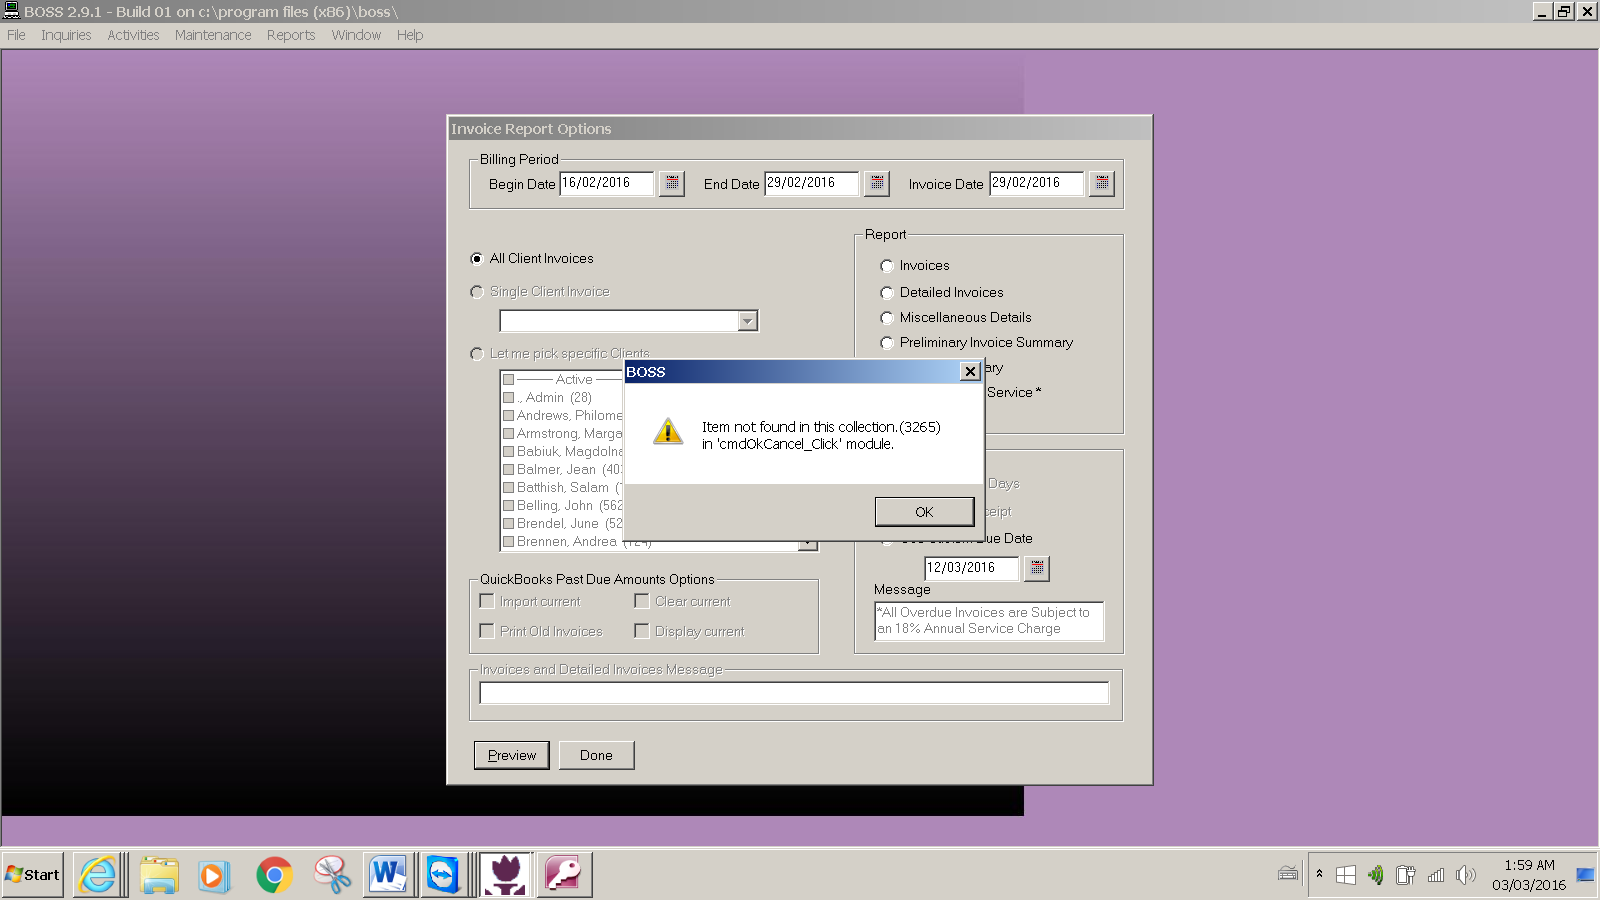 BOSS 2.9.1 - Build 01 on c:\program files (x86)\boss\
File Inquiries Activities Maintenance Reports Window Help
Invoice Report Options
Billing Period
Begin Date 16/02/2016 End Date 29/02/2016 Invoice Date 29/02/2016
All Client Invoices
Single Client Invoice
Let me pick specific Clients
Active
., Admin (28)
Andrews, Philome
Armstrong, Marga
Babiuk, Magdolna
Balmer, Jean (403
Batthish, Salam
Belling, John (562
Brendel, June (52
Brennen, Andrea (124)
Report
Invoices
Detailed Invoices
Miscellaneous Details
Preliminary Invoice Summary
ary
Service *
BOSS
Item not found in this collection.(3265)
in 'cmdOkCancel_Click' module.
OK
Days
eipt
Due Date
12/03/2016
Message
*All Overdue Invoices are Subject to
an 18% Annual Service Charge
QuickBooks Past Due Amounts Options
Import current Clear current
Print Old Invoices Display current
Invoices and Detailed Invoices Message
Preview Done
Start
1:59 AM
03/03/2016